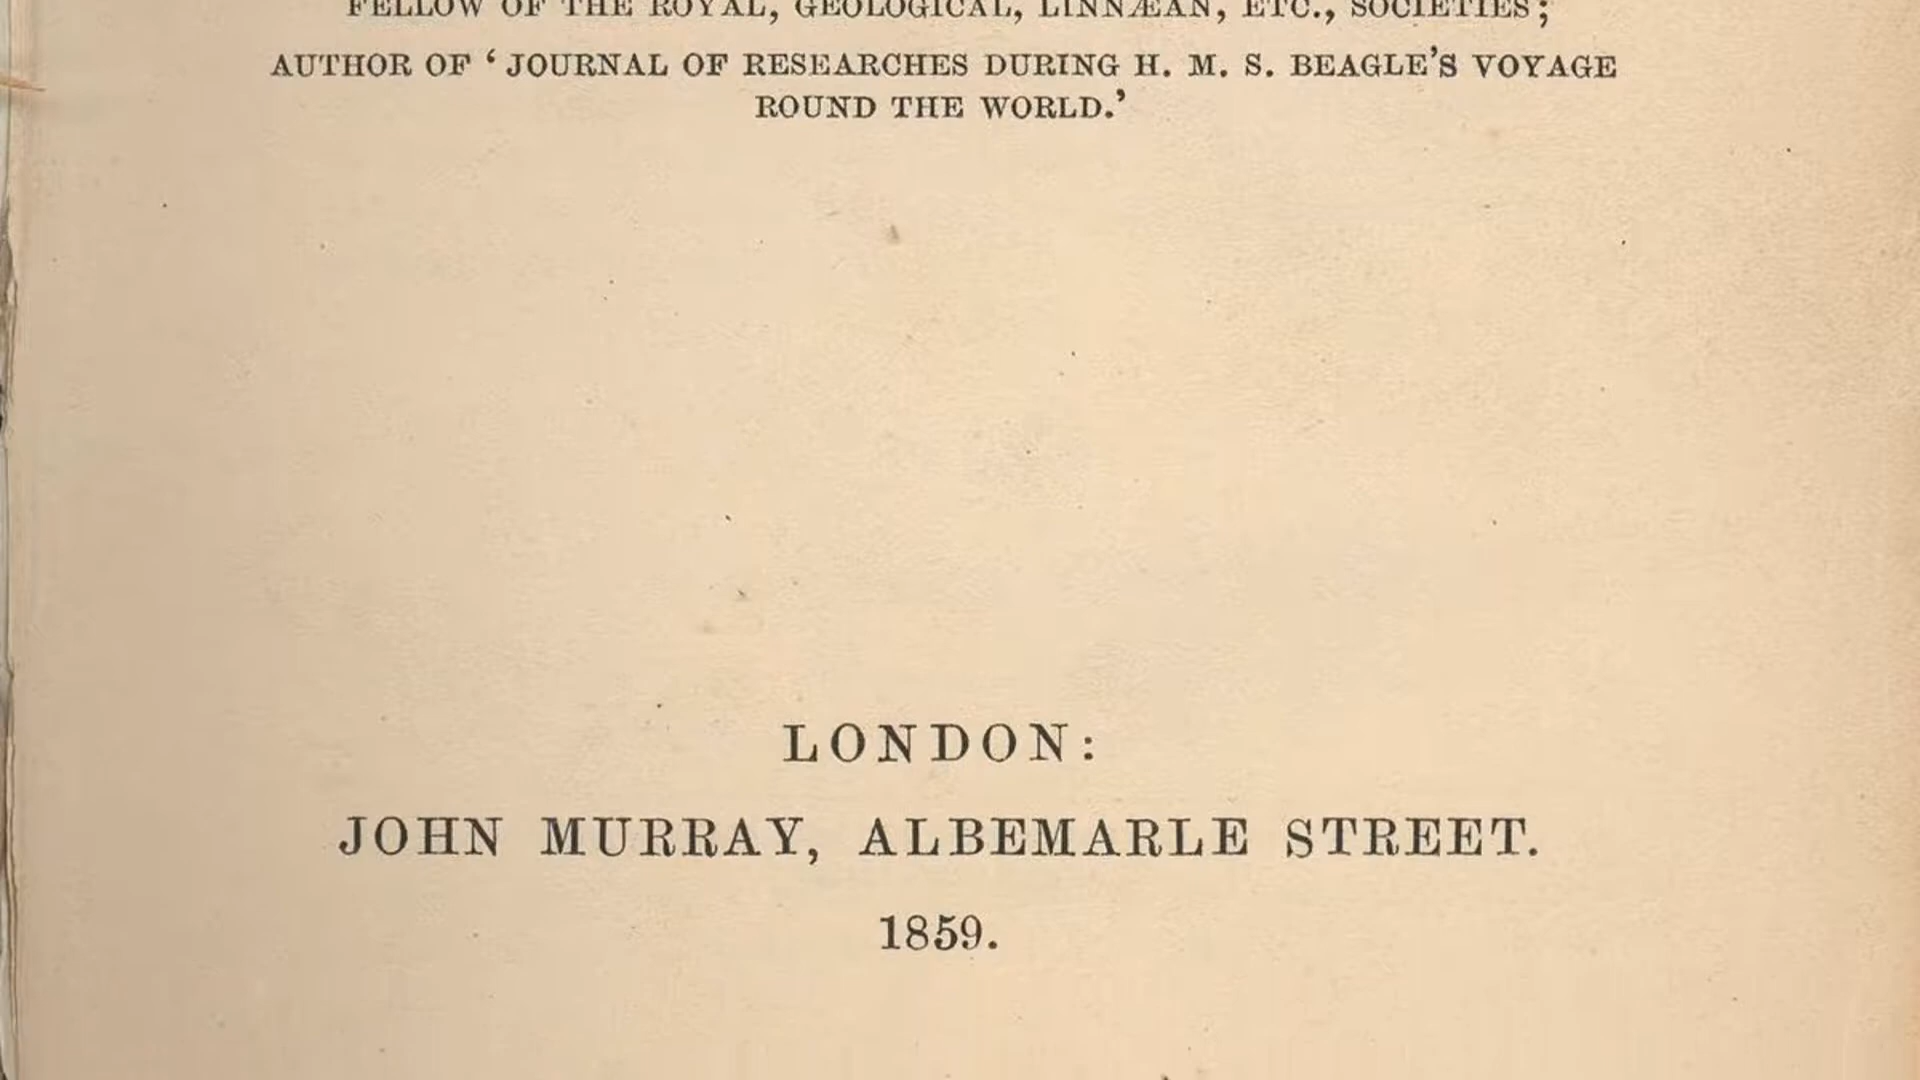 FELLOW OF THE ROYAL, GEOLOGICAL, LINNÆAN, ETC., SOCIETIES;
AUTHOR OF ‘JOURNAL OF RESEARCHES DURING H. M. S. BEAGLE’S VOYAGE
ROUND THE WORLD.’
LONDON:
JOHN MURRAY, ALBEMARLE STREET.
1859.